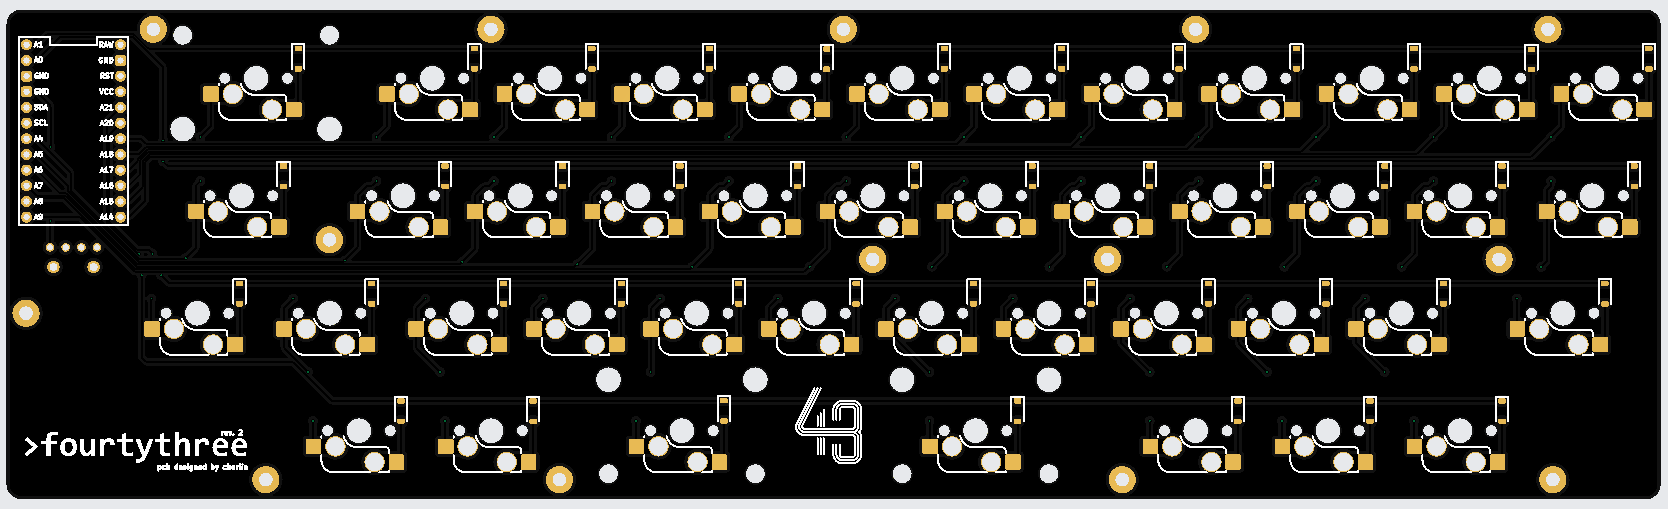 A1 RAW
A0 GND
GND RST
GND VCC
SDA A21
SCL A20
A4 A19
A5 A18
A6 A17
A7 A16
A8 A15
A9 A14
43
rev. 2
>fourtythree
pcb designed by cherlis